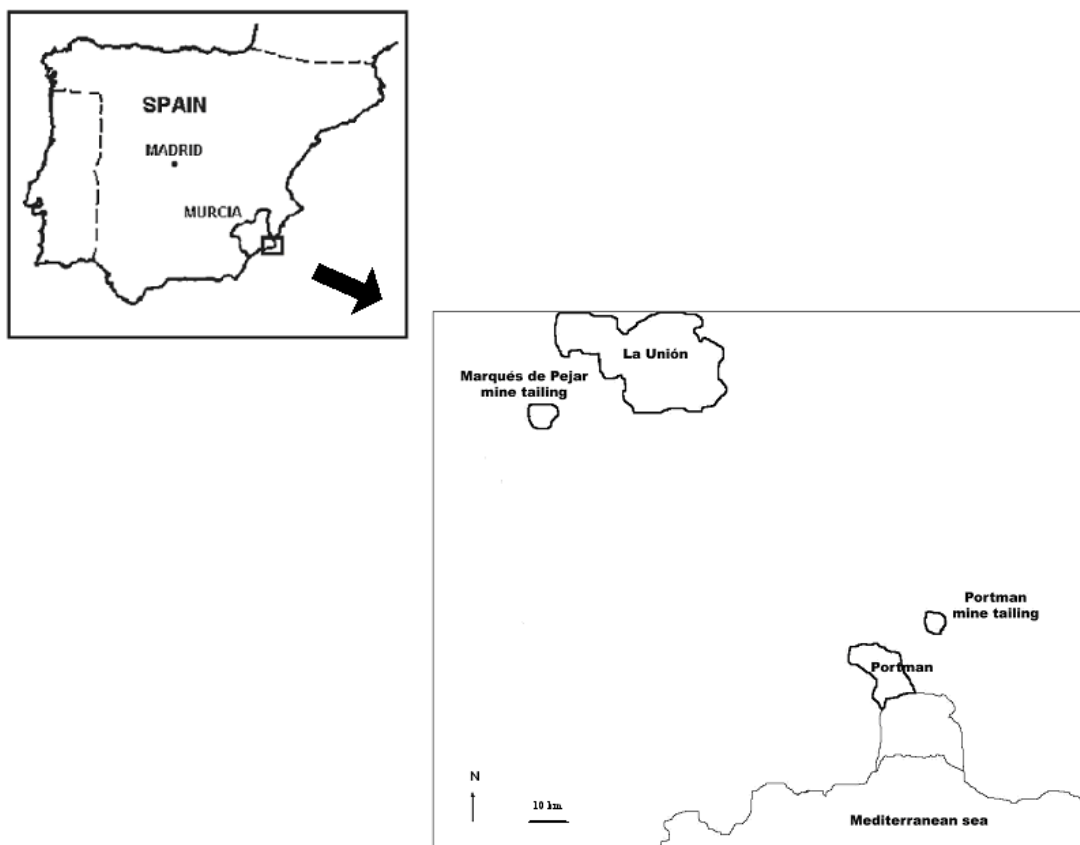 SPAIN
MADRID
MURCIA
La Unión
Marqués de Pejar
mine tailing
Portman
mine tailing
Portman
N
10 km
Mediterranean sea